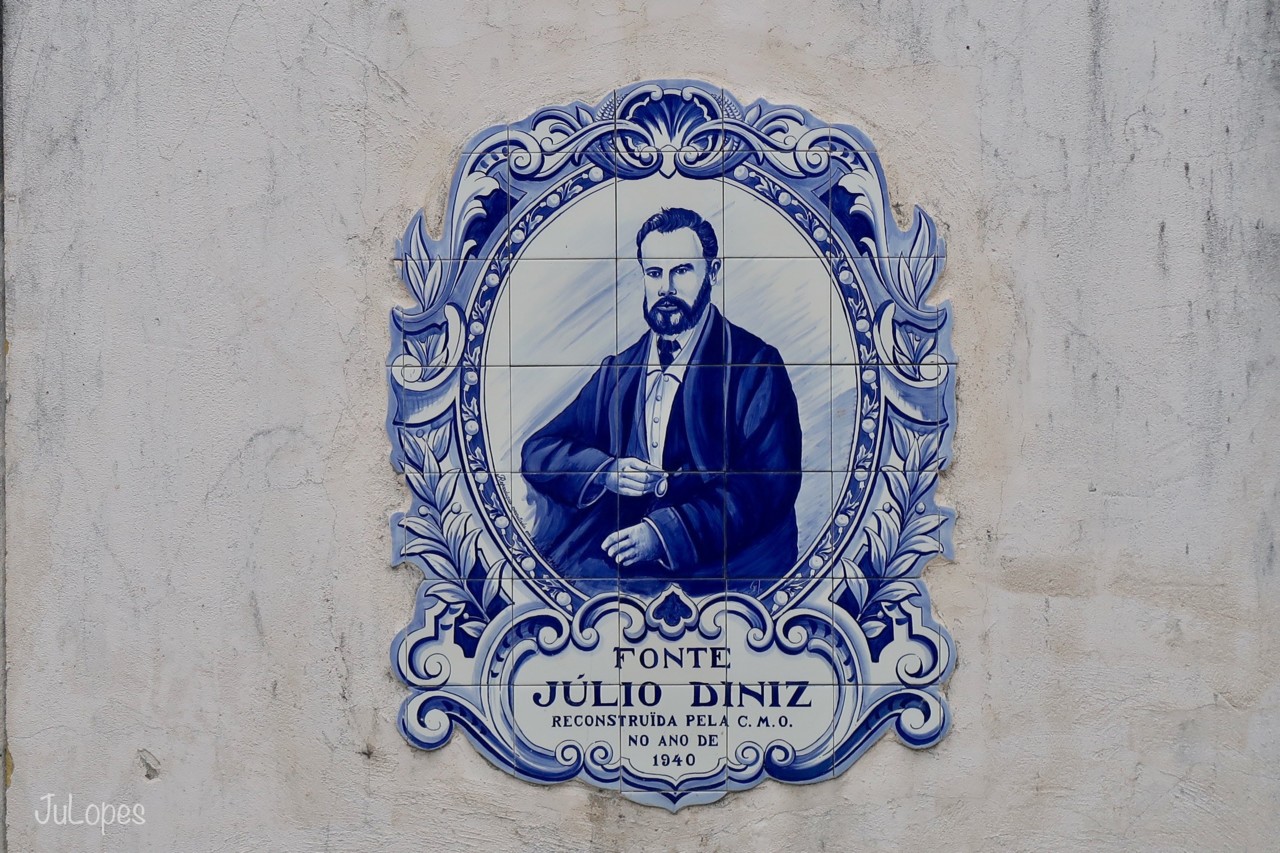 FONTE
JÚLIO DINIZ
RECONSTRUÏDA PELA C.M.O.
NO ANO DE
1940
JuLopes